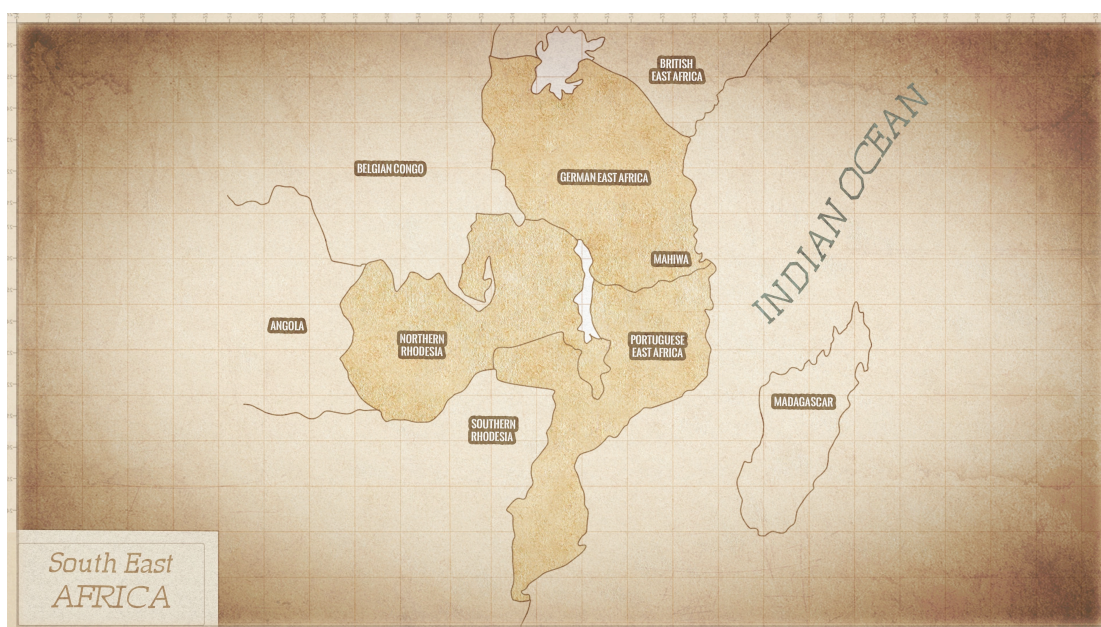 BRITISH
EAST AFRICA
BELGIAN CONGO
GERMAN EAST AFRICA
INDIAN OCEAN
MAHIWA
ANGOLA
NORTHERN
RHODESIA
PORTUGUESE
EAST AFRICA
MADAGASCAR
SOUTHERN
RHODESIA
South East
AFRICA